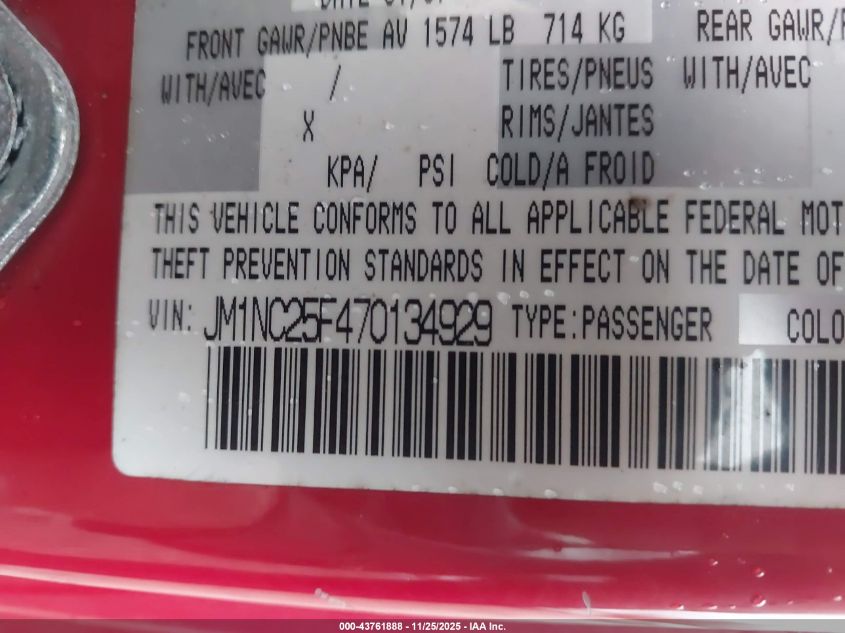 FRONT GAWR/PNBE AV 1574 LB 714 KG REAR GAWR/
WITH/AVEC / TIRES/PNEUS WITH/AVEC
X RIMS/JANTES
KPA/ PSI COLD/A FROID
THIS VEHICLE CONFORMS TO ALL APPLICABLE FEDERAL MOT
THEFT PREVENTION STANDARDS IN EFFECT ON THE DATE OF
VIN: JM1NC25F470134929 TYPE:PASSENGER COLO
000-43761888 - 11/25/2025 - IAA Inc.